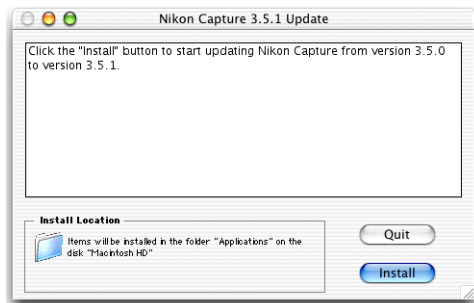 Nikon Capture 3.5.1 Update
Click the "Install" button to start updating Nikon Capture from version 3.5.0
to version 3.5.1.
Install Location
Items will be installed in the folder "Applications" on the
disk "Macintosh HD"
Quit
Install